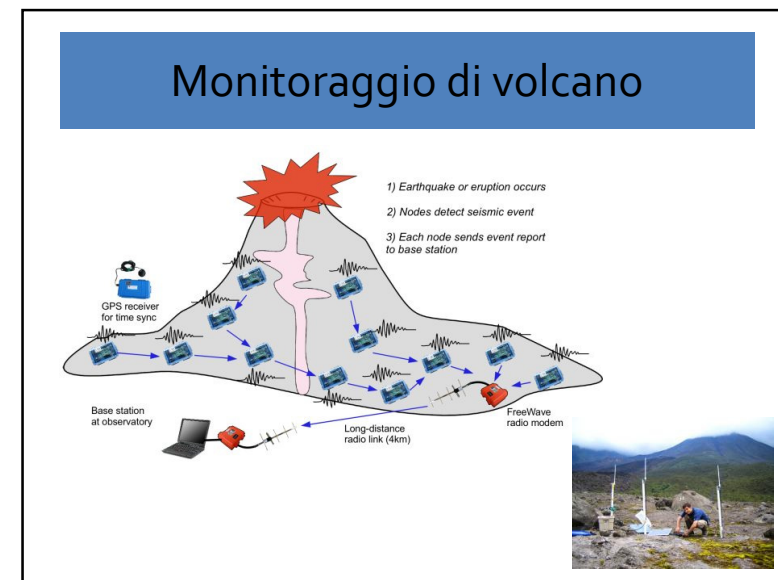 Monitoraggio di volcano
1) Earthquake or eruption occurs
2) Nodes detect seismic event
3) Each node sends event report
to base station
GPS receiver
for time sync
Base station
at observatory
Long-distance
radio link (4km)
FreeWave
radio modem